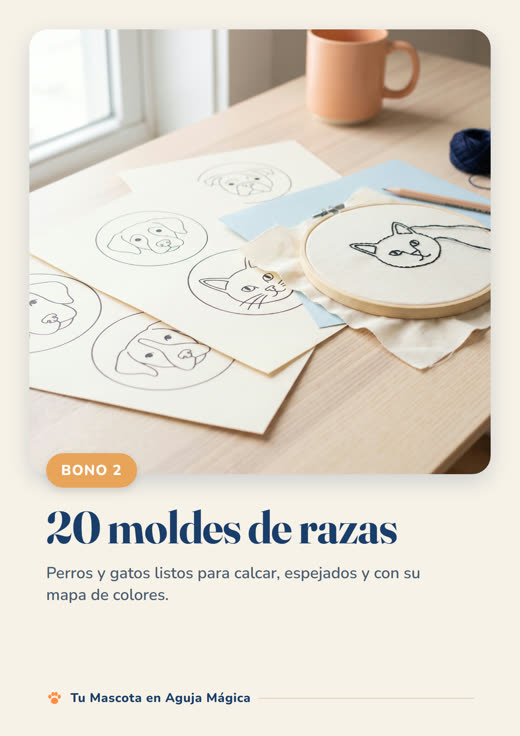 BONO 2
20 moldes de razas
Perros y gatos listos para calcar, espejados y con su
mapa de colores.
Tu Mascota en Aguja Mágica